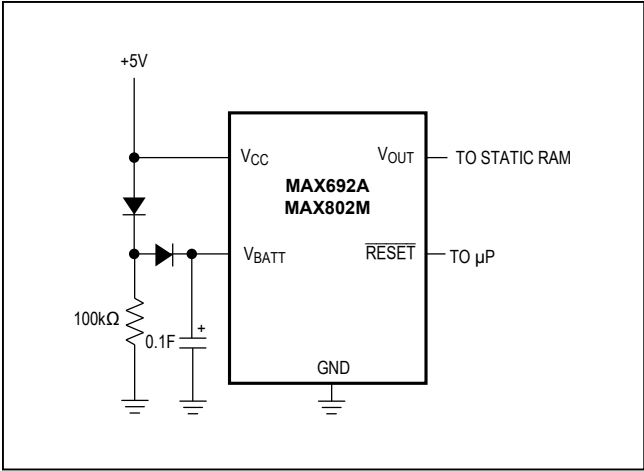 +5V
VCC
VOUT
TO STATIC RAM
MAX692A
MAX802M
VBATT
RESET
TO µP
100kΩ
0.1F
+
GND